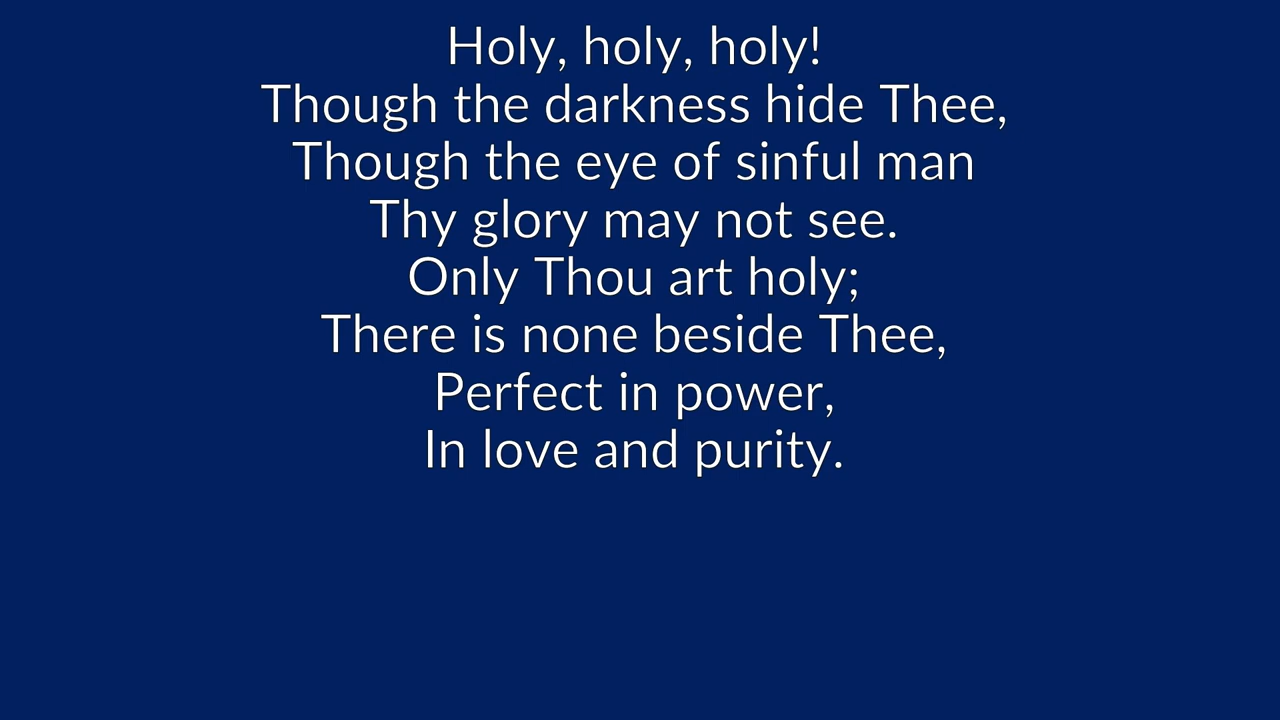 Holy, holy, holy!
Though the darkness hide Thee,
Though the eye of sinful man
Thy glory may not see.
Only Thou art holy;
There is none beside Thee,
Perfect in power,
In love and purity.